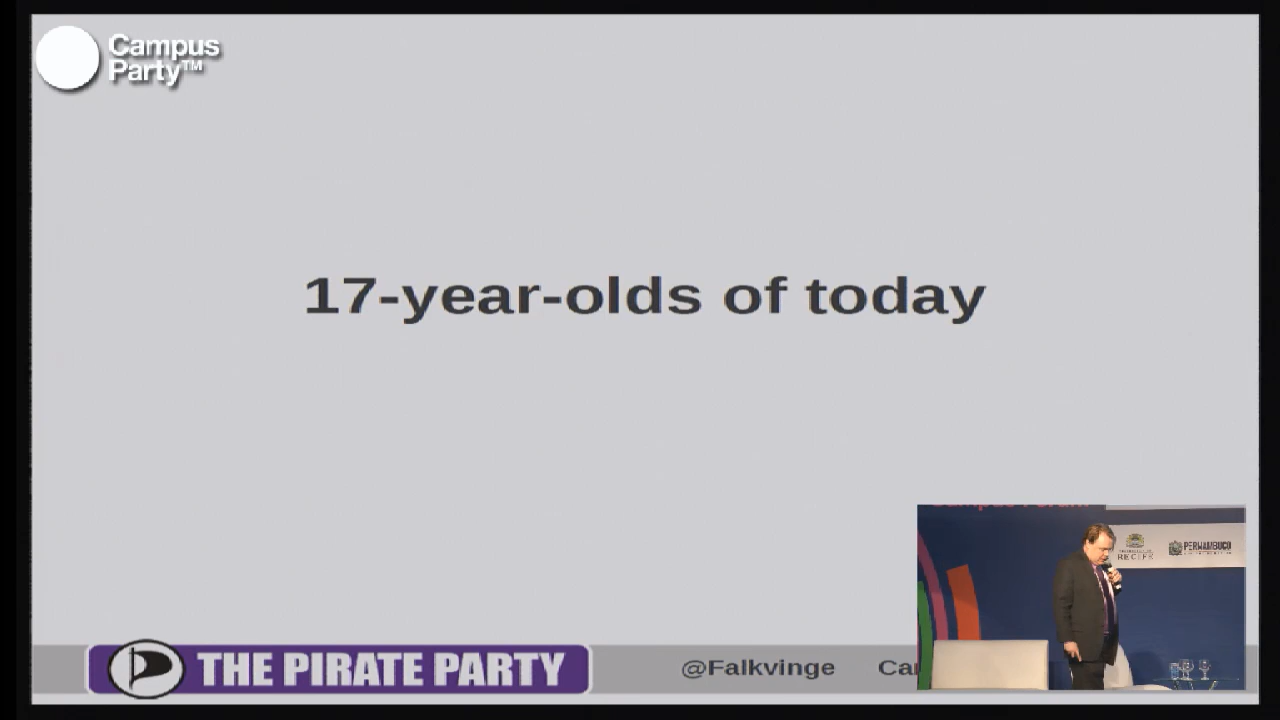 Campus
Party™
17-year-olds of today
RECIFE
PERNAMBUCO
THE PIRATE PARTY
@Falkvinge